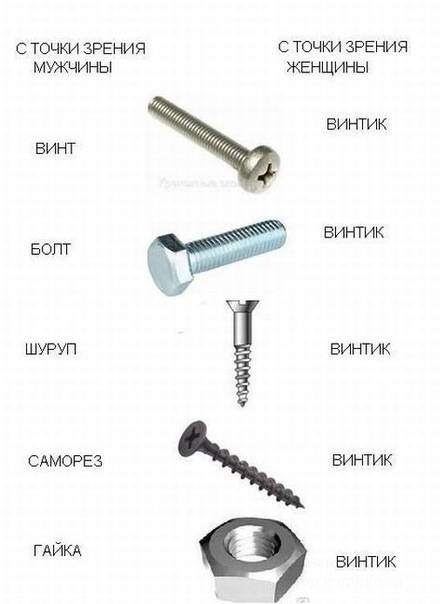 С ТОЧКИ ЗРЕНИЯ
МУЖЧИНЫ
С ТОЧКИ ЗРЕНИЯ
ЖЕНЩИНЫ
ВИНТ
ВИНТИК
БОЛТ
ВИНТИК
ШУРУП
ВИНТИК
САМОРЕЗ
ВИНТИК
ГАЙКА
ВИНТИК